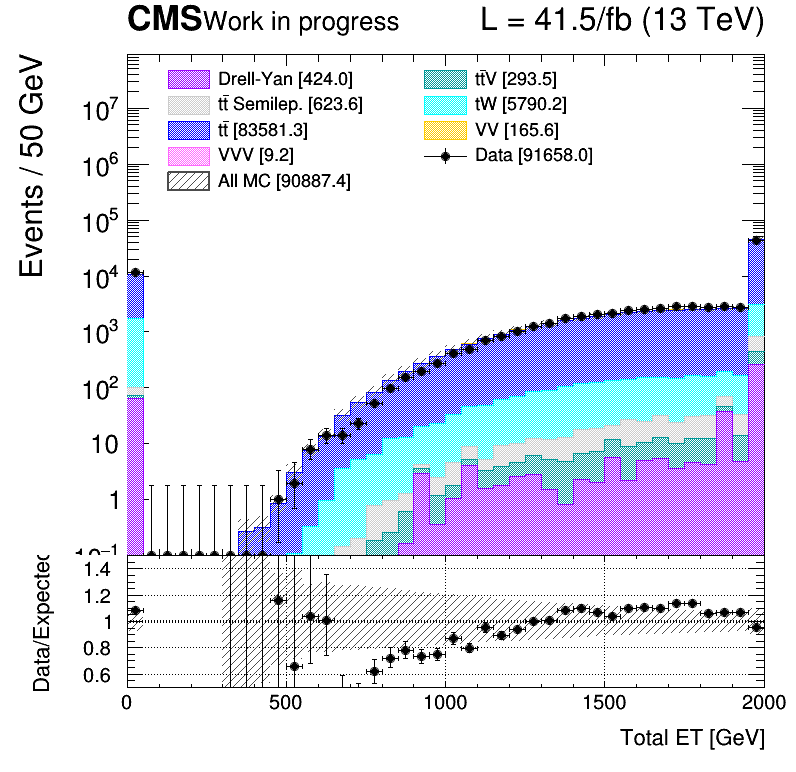 CMS Work in progress L = 41.5/fb (13 TeV)
Events / 50 GeV
Drell-Yan [424.0] tt̄V [293.5]
tt̄ Semilep. [623.6] tW [5790.2]
tt̄ [83581.3] VV [165.6]
VVV [9.2] Data [91658.0]
All MC [90887.4]
10⁷
10⁶
10⁵
10⁴
10³
10²
10
1
10⁻¹
Data/Expected
1.4
1.2
1
0.8
0.6
0 500 1000 1500 2000
Total ET [GeV]